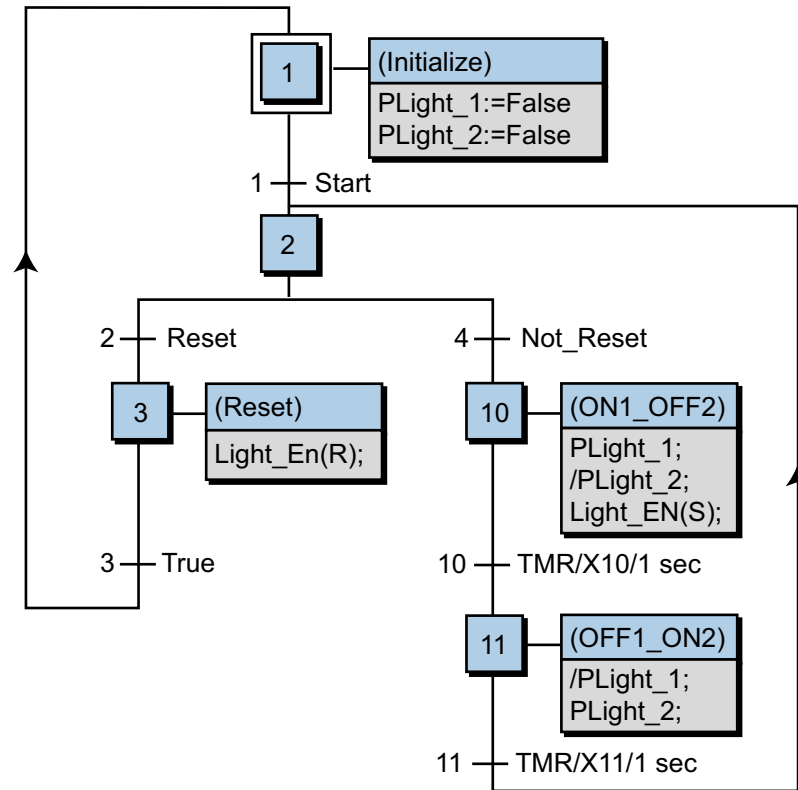 1
(Initialize)
PLight_1:=False
PLight_2:=False
1 Start
2
2 Reset
4 Not_Reset
3
(Reset)
Light_En(R);
10
(ON1_OFF2)
PLight_1;
/PLight_2;
Light_EN(S);
3 True
10 TMR/X10/1 sec
11
(OFF1_ON2)
/PLight_1;
PLight_2;
11 TMR/X11/1 sec